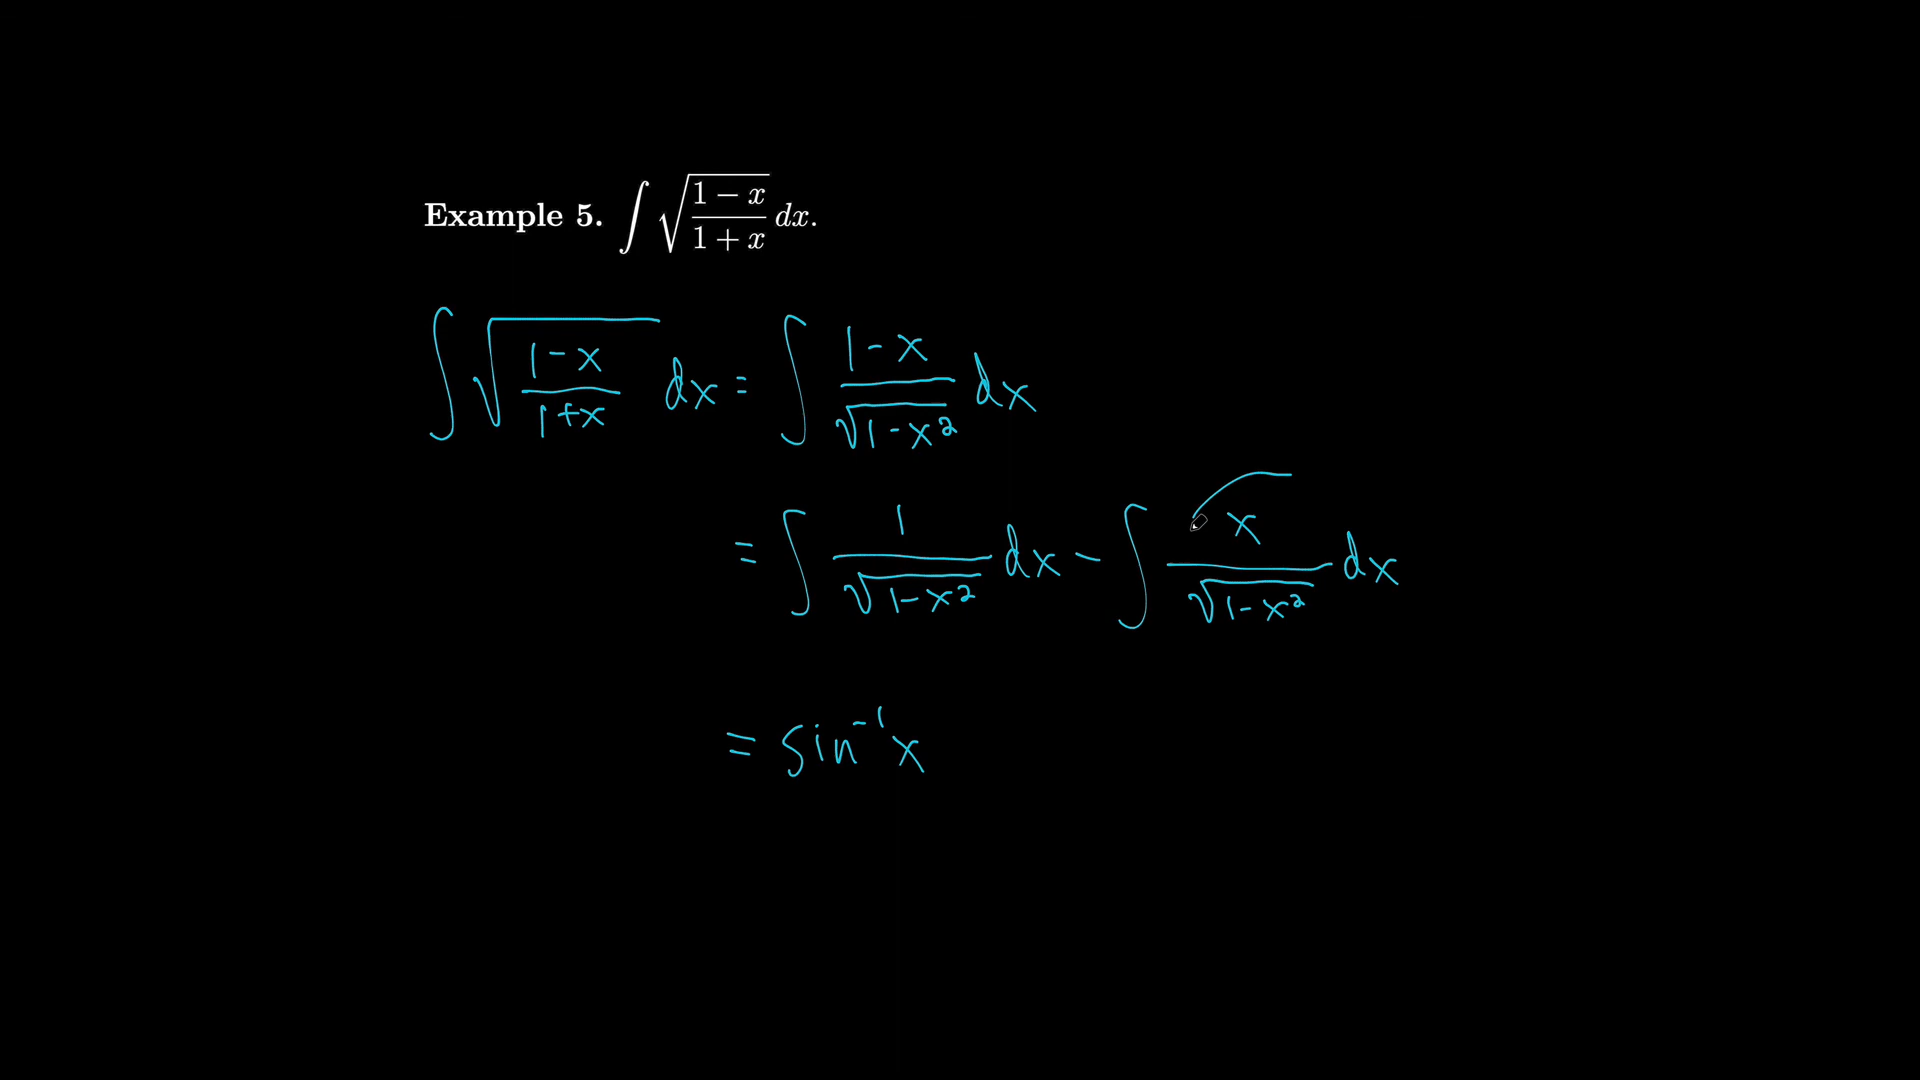 Example 5. ∫ √((1 − x)/(1 + x)) dx.
∫ √((1 - x)/(1 + x)) dx = ∫ (1 - x)/√(1 - x²) dx
= ∫ 1/√(1 - x²) dx - ∫ x/√(1 - x²) dx
= sin⁻¹ x